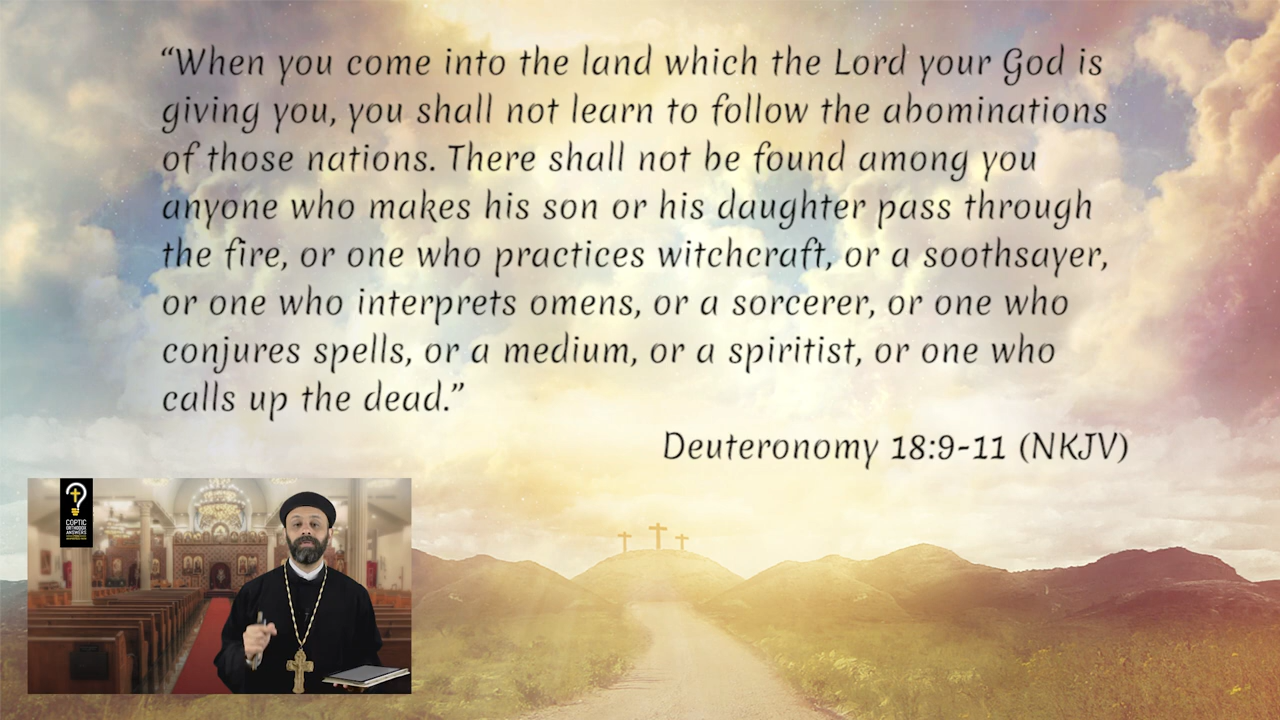 “When you come into the land which the Lord your God is
giving you, you shall not learn to follow the abominations
of those nations. There shall not be found among you
anyone who makes his son or his daughter pass through
the fire, or one who practices witchcraft, or a soothsayer,
or one who interprets omens, or a sorcerer, or one who
conjures spells, or a medium, or a spiritist, or one who
calls up the dead.”
Deuteronomy 18:9-11 (NKJV)
COPTIC
ORTHODOX
ANSWERS